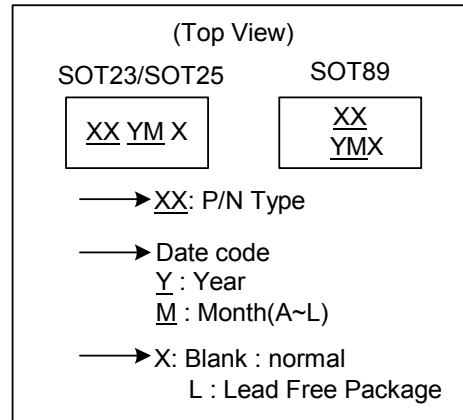 (Top View)
SOT23/SOT25
SOT89
XX YM X
XX
YMX
XX: P/N Type
Date code
Y : Year
M : Month(A~L)
X: Blank : normal
L : Lead Free Package